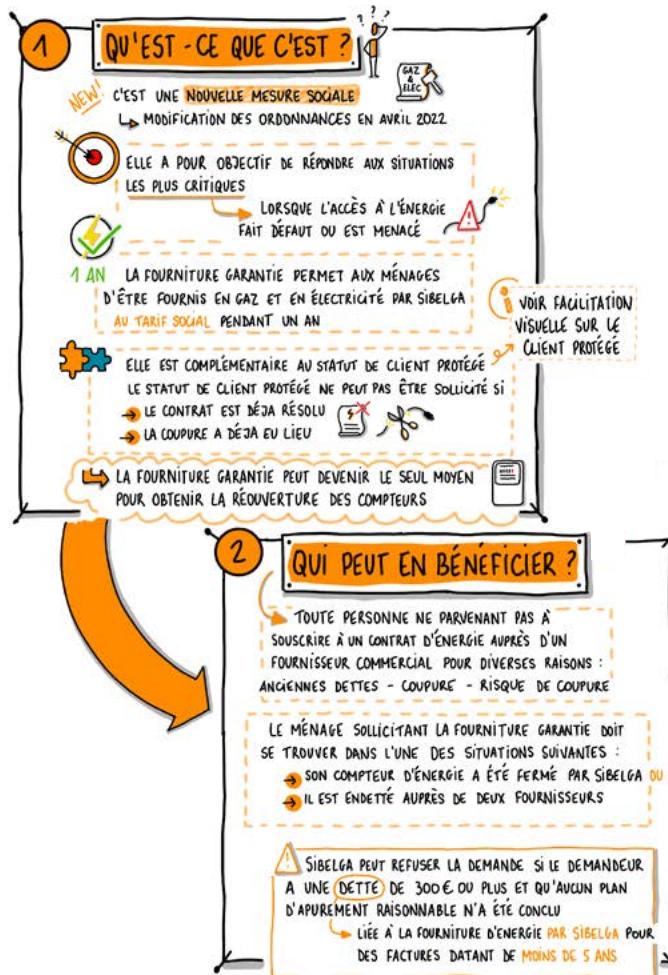 1
QU'EST-CE QUE C'EST ?
? ? ?
NEW!
C'EST UNE NOUVELLE MESURE SOCIALE
GAZ
&
ELEC
MODIFICATION DES ORDONNANCES EN AVRIL 2022
ELLE A POUR OBJECTIF DE RÉPONDRE AUX SITUATIONS
LES PLUS CRITIQUES
LORSQUE L'ACCÈS À L'ÉNERGIE
FAIT DÉFAUT OU EST MENACÉ
1 AN
LA FOURNITURE GARANTIE PERMET AUX MÉNAGES
D'ÊTRE FOURNIS EN GAZ ET EN ÉLECTRICITÉ PAR SIBELGA
AU TARIF SOCIAL PENDANT UN AN
VOIR FACILITATION
VISUELLE SUR LE
CLIENT PROTÉGÉ
ELLE EST COMPLÉMENTAIRE AU STATUT DE CLIENT PROTÉGÉ
LE STATUT DE CLIENT PROTÉGÉ NE PEUT PAS ÊTRE SOLLICITÉ SI
LE CONTRAT EST DÉJA RÉSOLU
LA COUPURE A DÉJA EU LIEU
LA FOURNITURE GARANTIE PEUT DEVENIR LE SEUL MOYEN
POUR OBTENIR LA RÉOUVERTURE DES COMPTEURS
2
QUI PEUT EN BÉNÉFICIER ?
TOUTE PERSONNE NE PARVENANT PAS À
SOUSCRIRE À UN CONTRAT D'ÉNERGIE AUPRÈS D'UN
FOURNISSEUR COMMERCIAL POUR DIVERSES RAISONS :
ANCIENNES DETTES - COUPURE - RISQUE DE COUPURE
LE MÉNAGE SOLLICITANT LA FOURNITURE GARANTIE DOIT
SE TROUVER DANS L'UNE DES SITUATIONS SUIVANTES :
SON COMPTEUR D'ÉNERGIE A ÉTÉ FERMÉ PAR SIBELGA OU
IL EST ENDETTÉ AUPRÈS DE DEUX FOURNISSEURS
SIBELGA PEUT REFUSER LA DEMANDE SI LE DEMANDEUR
A UNE DETTE DE 300€ OU PLUS ET QU'AUCUN PLAN
D'APUREMENT RAISONNABLE N'A ÉTÉ CONCLU
LIÉE À LA FOURNITURE D'ENERGIE PAR SIBELGA POUR
DES FACTURES DATANT DE MOINS DE 5 ANS